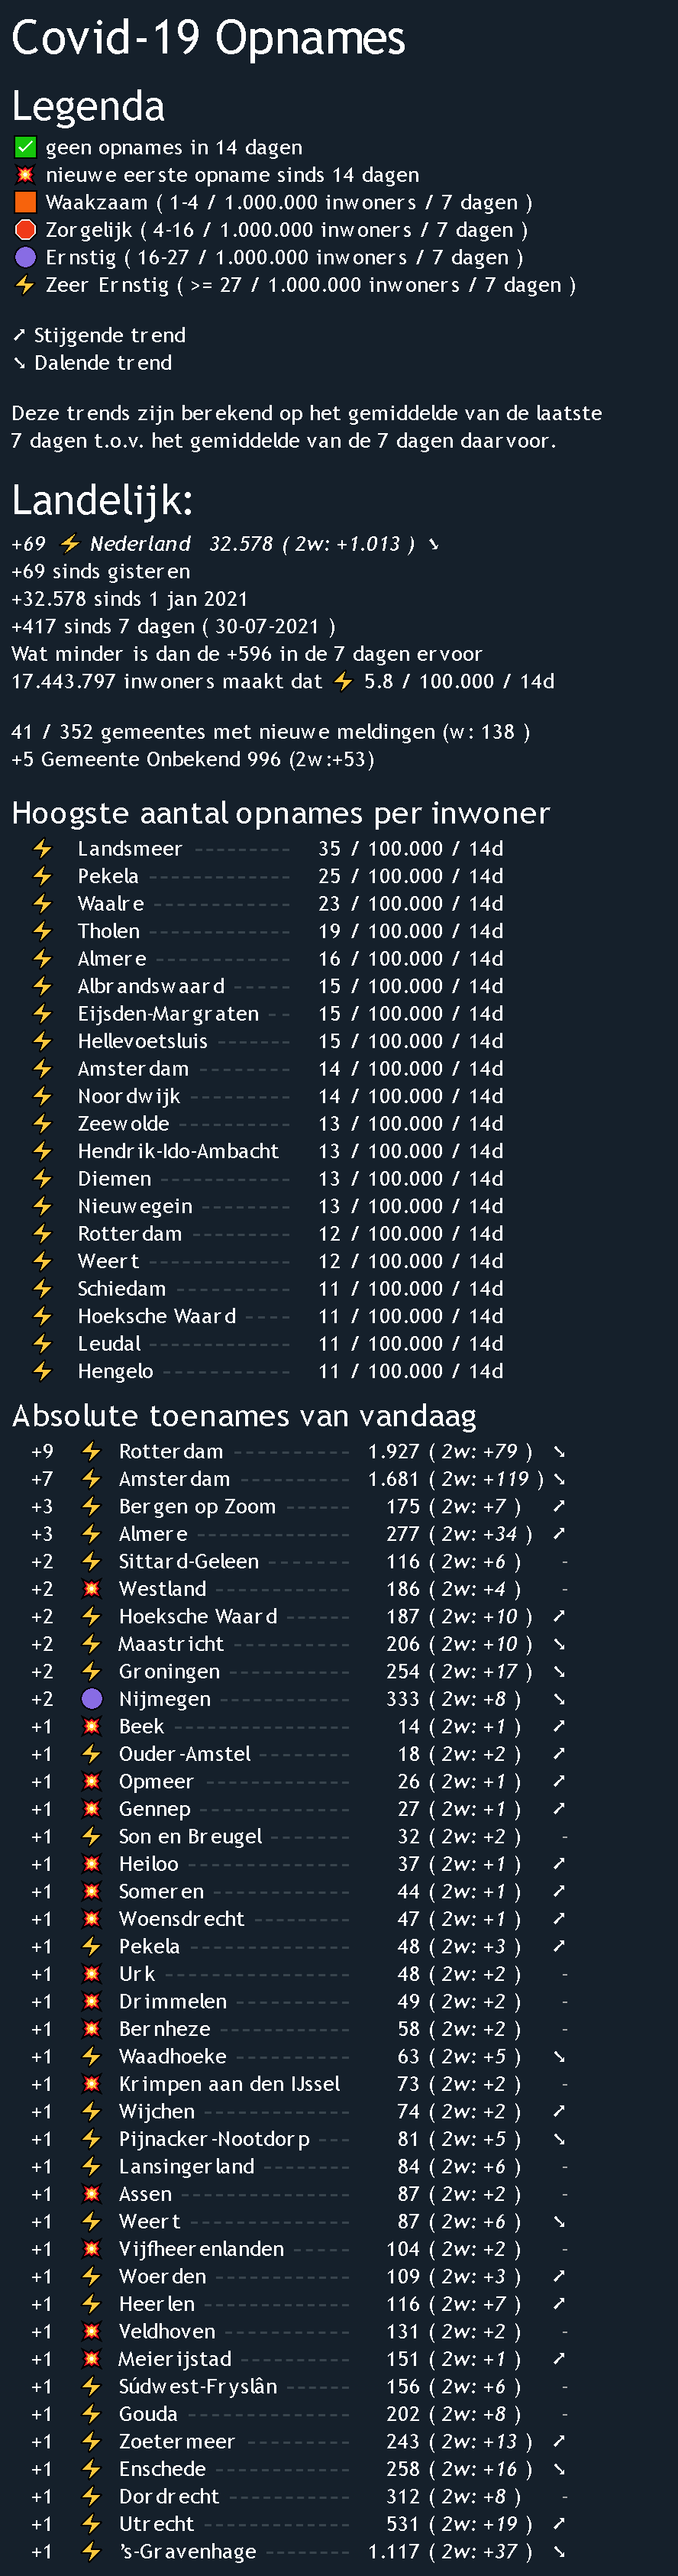 Covid-19 Opnames
Legenda
✅ geen opnames in 14 dagen
💥 nieuwe eerste opname sinds 14 dagen
🟧 Waakzaam ( 1-4 / 1.000.000 inwoners / 7 dagen )
🛑 Zorgelijk ( 4-16 / 1.000.000 inwoners / 7 dagen )
🟣 Ernstig ( 16-27 / 1.000.000 inwoners / 7 dagen )
⚡ Zeer Ernstig ( >= 27 / 1.000.000 inwoners / 7 dagen )
➚ Stijgende trend
➘ Dalende trend
Deze trends zijn berekend op het gemiddelde van de laatste
7 dagen t.o.v. het gemiddelde van de 7 dagen daarvoor.
Landelijk:
+69 ⚡ Nederland 32.578 ( 2w: +1.013 ) ➘
+69 sinds gisteren
+32.578 sinds 1 jan 2021
+417 sinds 7 dagen ( 30-07-2021 )
Wat minder is dan de +596 in de 7 dagen ervoor
17.443.797 inwoners maakt dat ⚡ 5.8 / 100.000 / 14d
41 / 352 gemeentes met nieuwe meldingen (w: 138 )
+5 Gemeente Onbekend 996 (2w:+53)
Hoogste aantal opnames per inwoner
⚡ Landsmeer --------- 35 / 100.000 / 14d
⚡ Pekela ------------- 25 / 100.000 / 14d
⚡ Waalre ------------- 23 / 100.000 / 14d
⚡ Tholen ------------- 19 / 100.000 / 14d
⚡ Almere ------------- 16 / 100.000 / 14d
⚡ Albrandswaard ----- 15 / 100.000 / 14d
⚡ Eijsden-Margraten -- 15 / 100.000 / 14d
⚡ Hellevoetsluis ------- 15 / 100.000 / 14d
⚡ Amsterdam --------- 14 / 100.000 / 14d
⚡ Noordwijk ---------- 14 / 100.000 / 14d
⚡ Zeewolde ---------- 13 / 100.000 / 14d
⚡ Hendrik-Ido-Ambacht 13 / 100.000 / 14d
⚡ Diemen ------------ 13 / 100.000 / 14d
⚡ Nieuwegein -------- 13 / 100.000 / 14d
⚡ Rotterdam --------- 12 / 100.000 / 14d
⚡ Weert ------------- 12 / 100.000 / 14d
⚡ Schiedam ---------- 11 / 100.000 / 14d
⚡ Hoeksche Waard ---- 11 / 100.000 / 14d
⚡ Leudal ------------ 11 / 100.000 / 14d
⚡ Hengelo ----------- 11 / 100.000 / 14d
Absolute toenames van vandaag
+9 ⚡ Rotterdam ------------ 1.927 ( 2w: +79 ) ➘
+7 ⚡ Amsterdam ----------- 1.681 ( 2w: +119 ) ➘
+3 ⚡ Bergen op Zoom ------ 175 ( 2w: +7 ) ➚
+3 ⚡ Almere --------------- 277 ( 2w: +34 ) ➚
+2 ⚡ Sittard-Geleen -------- 116 ( 2w: +6 ) -
+2 💥 Westland ------------- 186 ( 2w: +4 ) -
+2 ⚡ Hoeksche Waard ------ 187 ( 2w: +10 ) ➚
+2 ⚡ Maastricht ------------ 206 ( 2w: +10 ) ➘
+2 ⚡ Groningen ------------ 254 ( 2w: +17 ) ➘
+2 🟣 Nijmegen ------------- 333 ( 2w: +8 ) ➘
+1 💥 Beek ----------------- 14 ( 2w: +1 ) ➚
+1 ⚡ Ouder-Amstel --------- 18 ( 2w: +2 ) ➚
+1 💥 Opmeer -------------- 26 ( 2w: +1 ) ➚
+1 💥 Gennep -------------- 27 ( 2w: +1 ) ➚
+1 ⚡ Son en Breugel -------- 32 ( 2w: +2 ) -
+1 💥 Heiloo --------------- 37 ( 2w: +1 ) ➚
+1 💥 Someren ------------- 44 ( 2w: +1 ) ➚
+1 💥 Woensdrecht --------- 47 ( 2w: +1 ) ➚
+1 ⚡ Pekela --------------- 48 ( 2w: +3 ) ➚
+1 💥 Urk ------------------ 48 ( 2w: +2 ) -
+1 💥 Drimmelen ----------- 49 ( 2w: +2 ) -
+1 💥 Bernheze ------------- 58 ( 2w: +2 ) -
+1 ⚡ Waadhoeke ----------- 63 ( 2w: +5 ) ➘
+1 💥 Krimpen aan den IJssel 73 ( 2w: +2 ) -
+1 ⚡ Wijchen -------------- 74 ( 2w: +2 ) ➚
+1 ⚡ Pijnacker-Nootdorp --- 81 ( 2w: +5 ) ➘
+1 ⚡ Lansingerland --------- 84 ( 2w: +6 ) -
+1 💥 Assen ---------------- 87 ( 2w: +2 ) -
+1 ⚡ Weert ---------------- 87 ( 2w: +6 ) ➘
+1 💥 Vijfheerenlanden ------ 104 ( 2w: +2 ) -
+1 ⚡ Woerden ------------- 109 ( 2w: +3 ) ➚
+1 ⚡ Heerlen -------------- 116 ( 2w: +7 ) ➚
+1 💥 Veldhoven ------------ 131 ( 2w: +2 ) -
+1 💥 Meierijstad ----------- 151 ( 2w: +1 ) ➚
+1 ⚡ Súdwest-Fryslân ------- 156 ( 2w: +6 ) -
+1 ⚡ Gouda ---------------- 202 ( 2w: +8 ) -
+1 ⚡ Zoetermeer ----------- 243 ( 2w: +13 ) ➚
+1 ⚡ Enschede ------------- 258 ( 2w: +16 ) ➘
+1 ⚡ Dordrecht ------------ 312 ( 2w: +8 ) -
+1 ⚡ Utrecht -------------- 531 ( 2w: +19 ) ➚
+1 ⚡ 's-Gravenhage -------- 1.117 ( 2w: +37 ) ➘